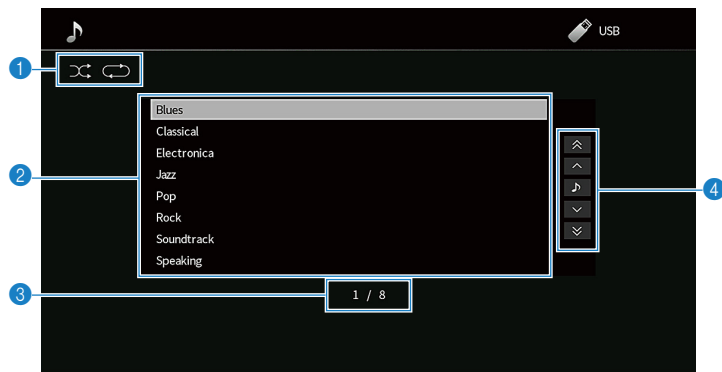 USB
1
Blues
Classical
Electronica
2
Jazz
4
Pop
Rock
Soundtrack
Speaking
3
1 / 8